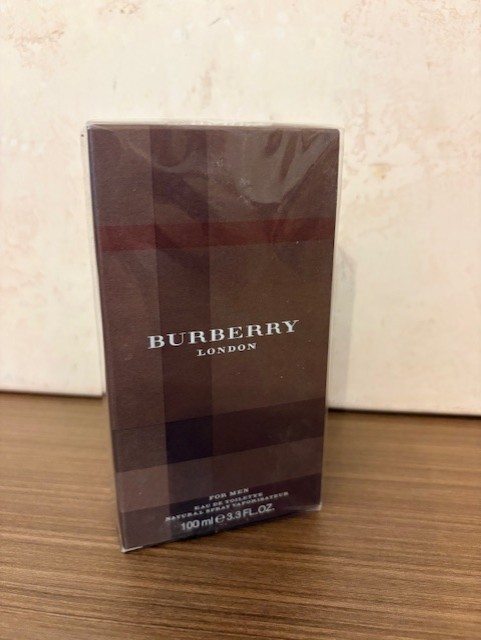 BURBERRY
LONDON
FOR MEN
EAU DE TOILETTE
NATURAL SPRAY VAPORISATEUR
100 ml ℮ 3.3 FL.OZ.